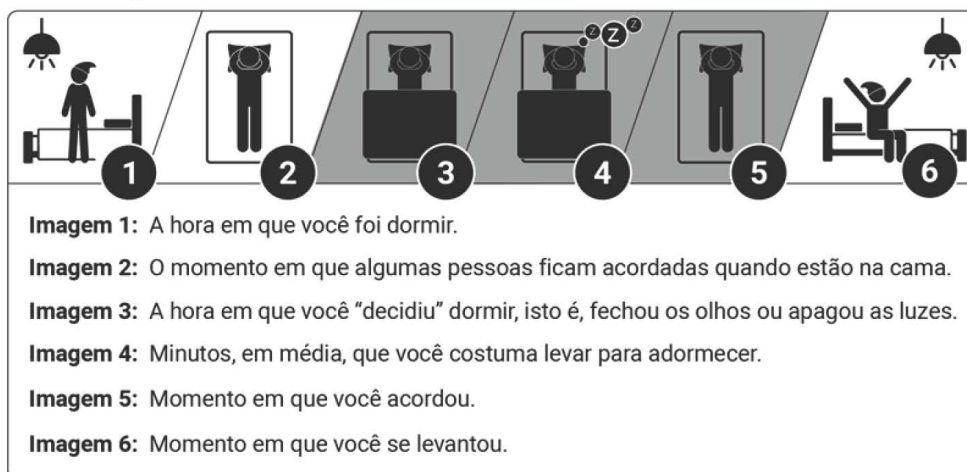 z Z z
1 2 3 4 5 6
Imagem 1: A hora em que você foi dormir.
Imagem 2: O momento em que algumas pessoas ficam acordadas quando estão na cama.
Imagem 3: A hora em que você “decidiu” dormir, isto é, fechou os olhos ou apagou as luzes.
Imagem 4: Minutos, em média, que você costuma levar para adormecer.
Imagem 5: Momento em que você acordou.
Imagem 6: Momento em que você se levantou.